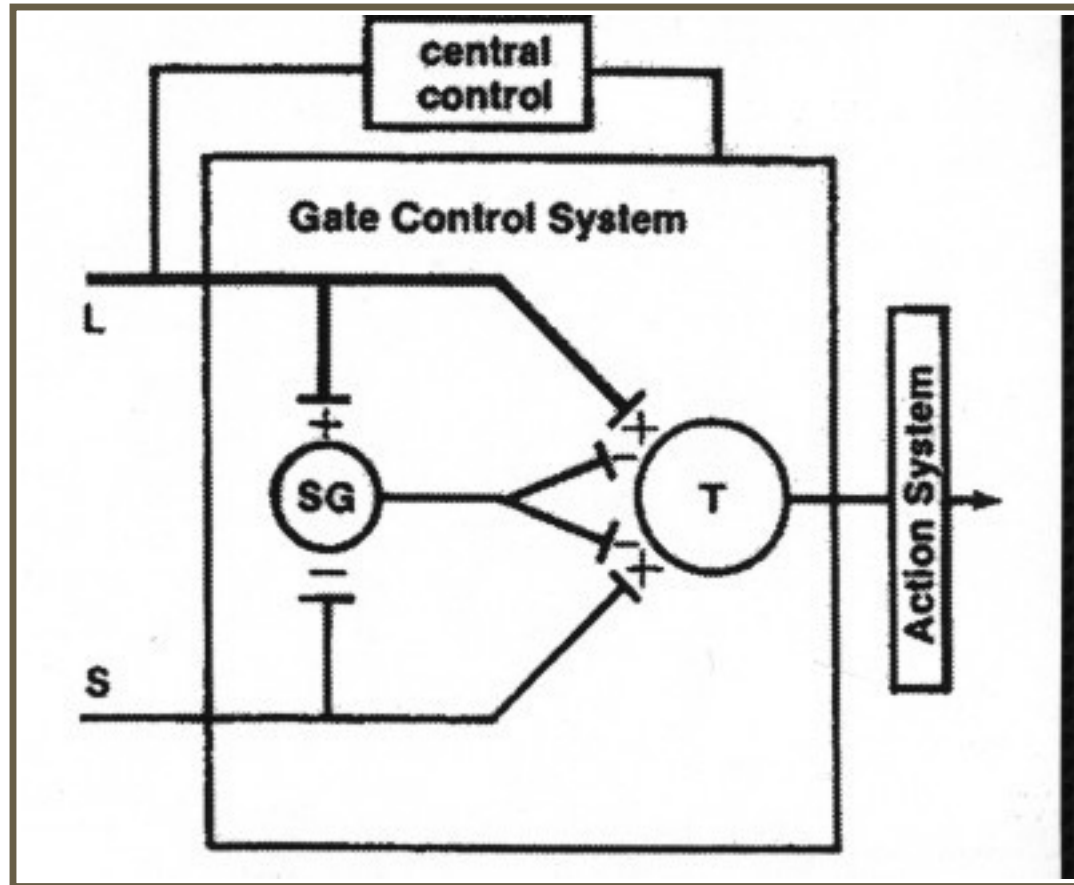 central
control
Gate Control System
L
+
+
−
SG
T
−
−
+
S
Action System